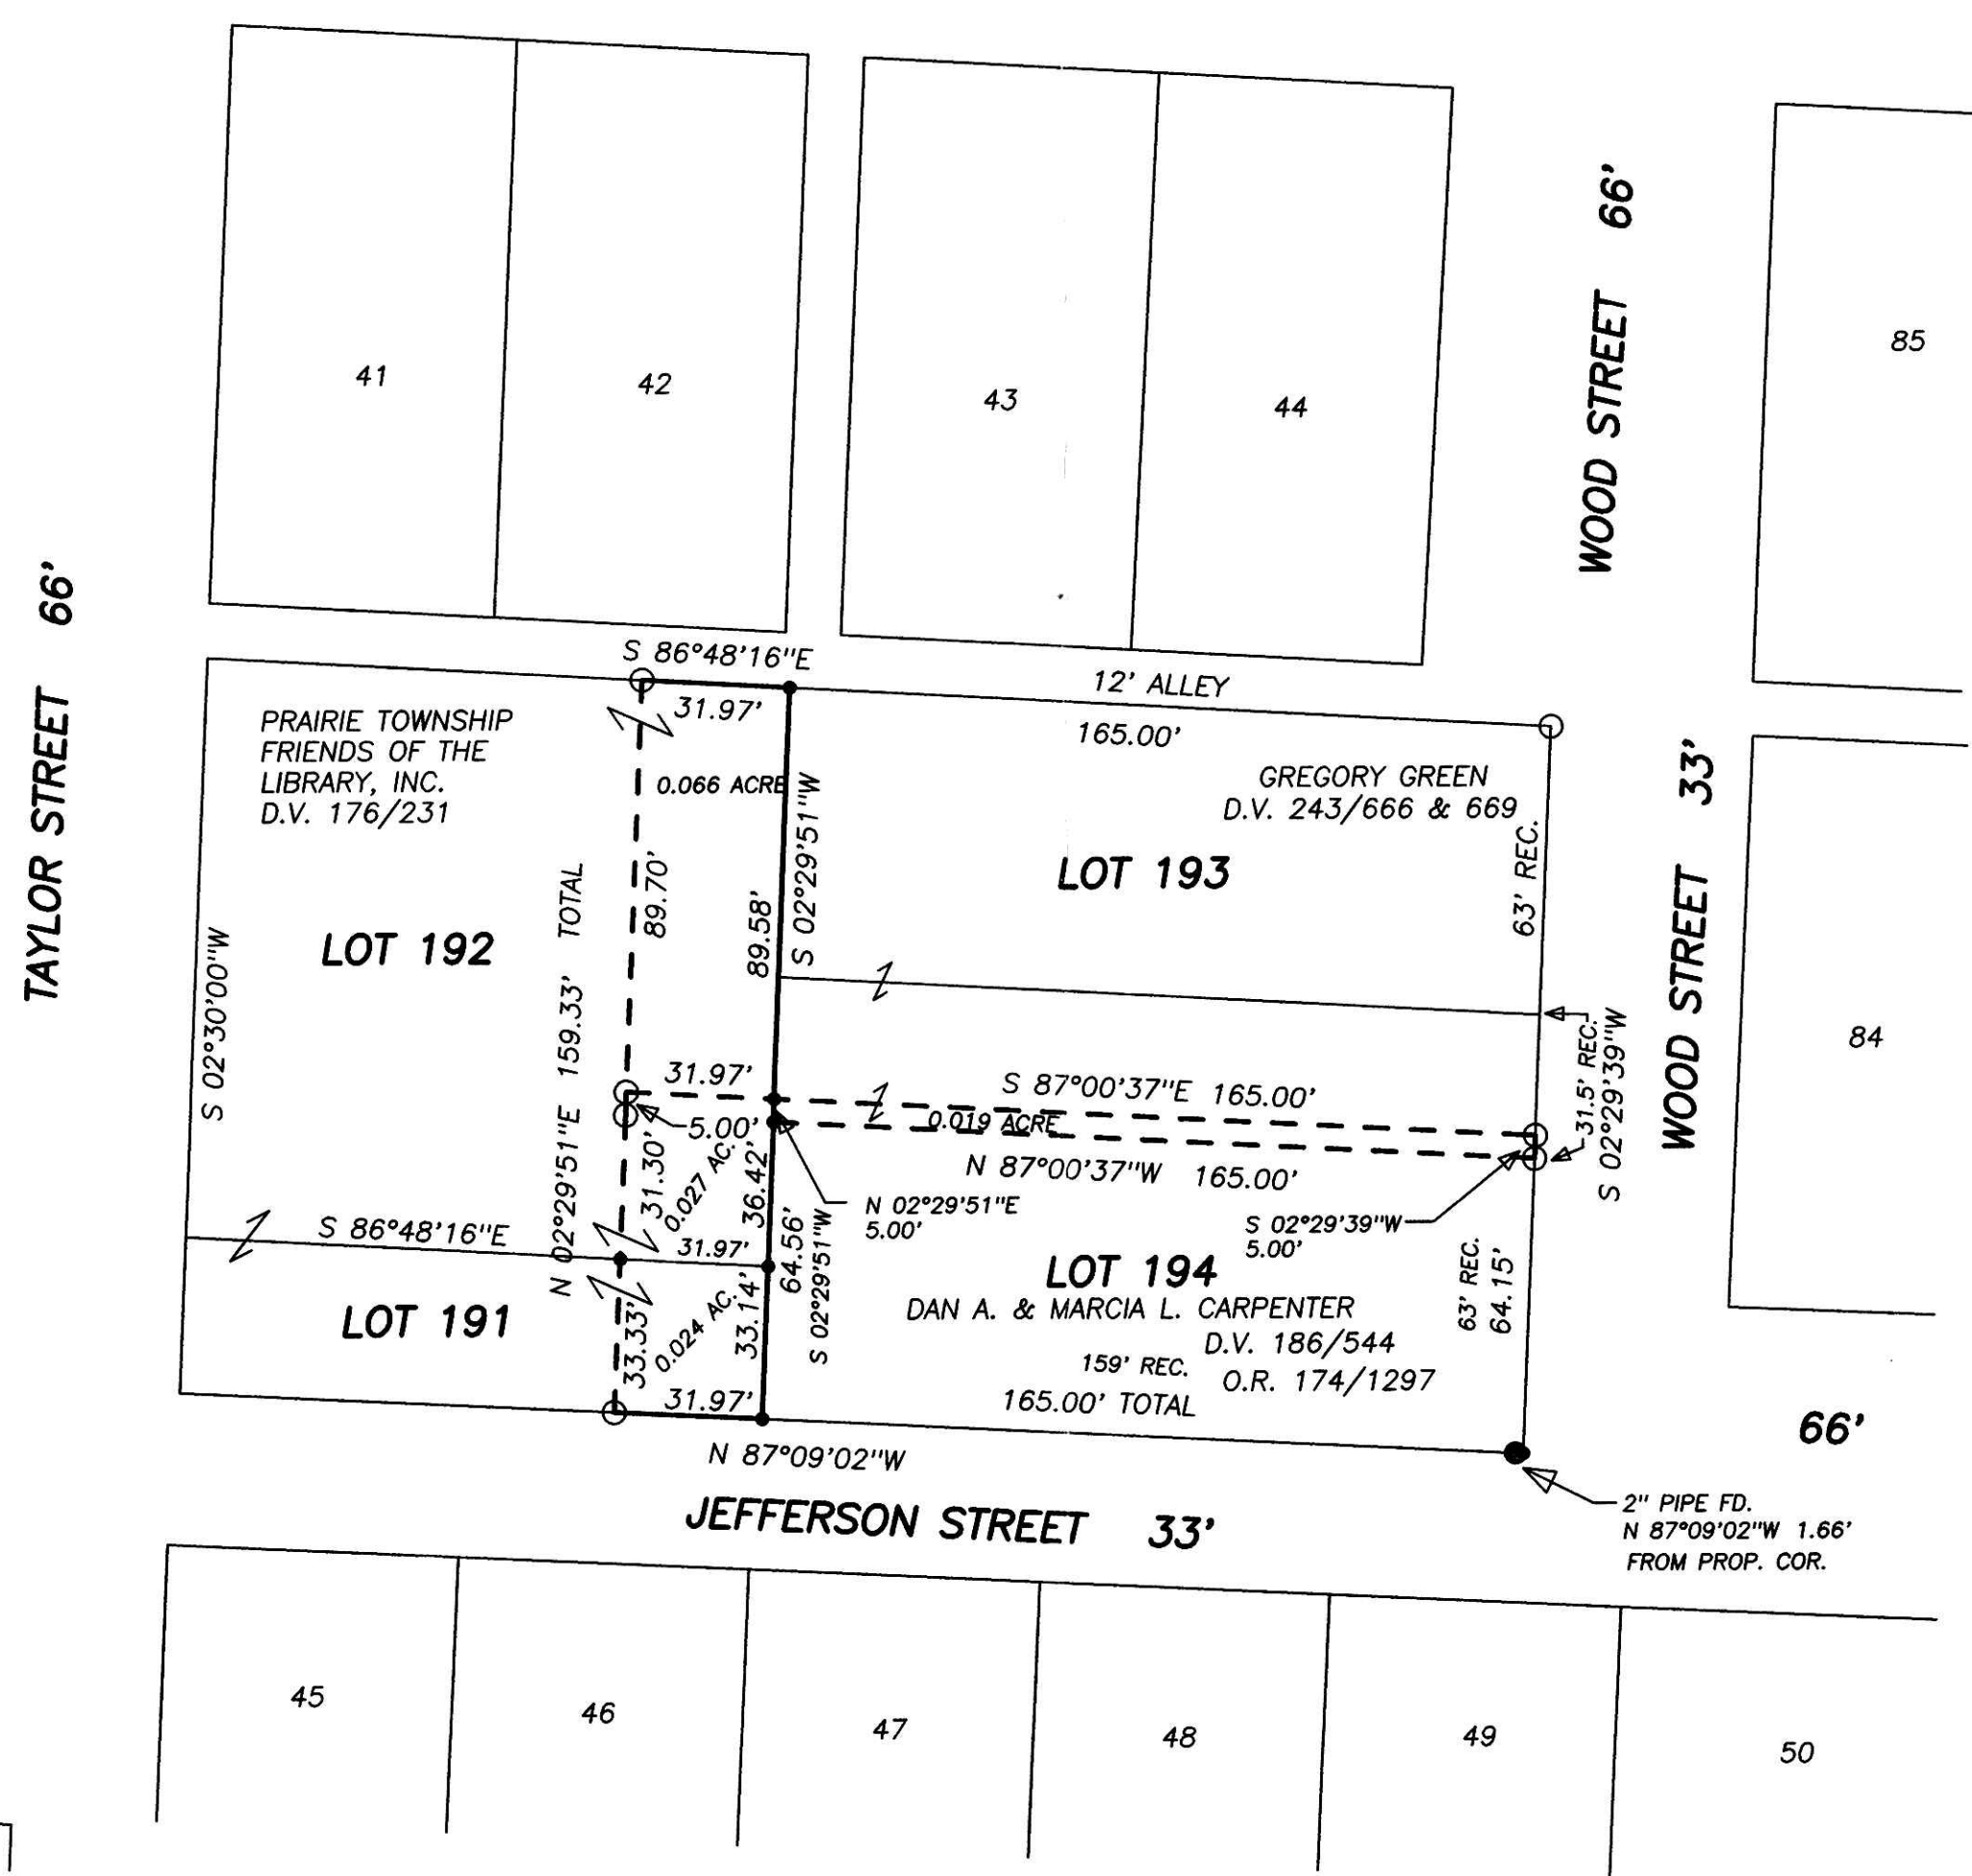 41
42
43
44
85
WOOD STREET 66'
TAYLOR STREET 66'
S 86°48'16"E
31.97'
12' ALLEY
165.00'
PRAIRIE TOWNSHIP
FRIENDS OF THE
LIBRARY, INC.
D.V. 176/231
0.066 ACRE
GREGORY GREEN
D.V. 243/666 & 669
LOT 193
63' REC.
WOOD STREET 33'
S 02°29'51"W
89.58'
89.70'
N 02°29'51"E 159.33' TOTAL
LOT 192
S 02°30'00"W
84
31.5' REC.
S 02°29'39"W
31.97'
S 87°00'37"E 165.00'
0.019 ACRE
5.00'
N 87°00'37"W 165.00'
31.30'
0.027 AC.
36.42'
N 02°29'51"E
5.00'
S 02°29'39"W
5.00'
S 86°48'16"E
31.97'
64.56'
S 02°29'51"W
LOT 194
DAN A. & MARCIA L. CARPENTER
D.V. 186/544
159' REC.
O.R. 174/1297
165.00' TOTAL
63' REC.
64.15'
LOT 191
33.33'
0.024 AC.
33.14'
31.97'
N 87°09'02"W
66'
JEFFERSON STREET 33'
2" PIPE FD.
N 87°09'02"W 1.66'
FROM PROP. COR.
45
46
47
48
49
50